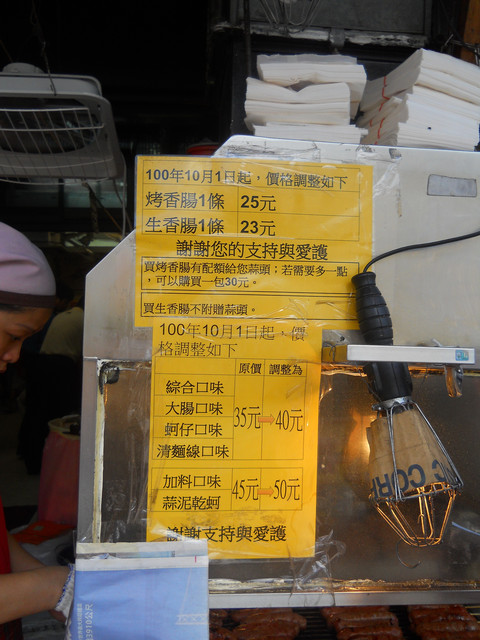 100年10月1日起，價格調整如下
烤香腸1條 25元
生香腸1條 23元
謝謝您的支持與愛護
買烤香腸有配額給您蒜頭；若需要多一點
，可以購買一包30元。
買生香腸不附贈蒜頭。
100年10月1日起，價
格調整如下
原價 調整為
綜合口味
大腸口味
蚵仔口味
清麵線口味
35元→40元
加料口味
蒜泥乾蚵
45元→50元
謝謝支持與愛護